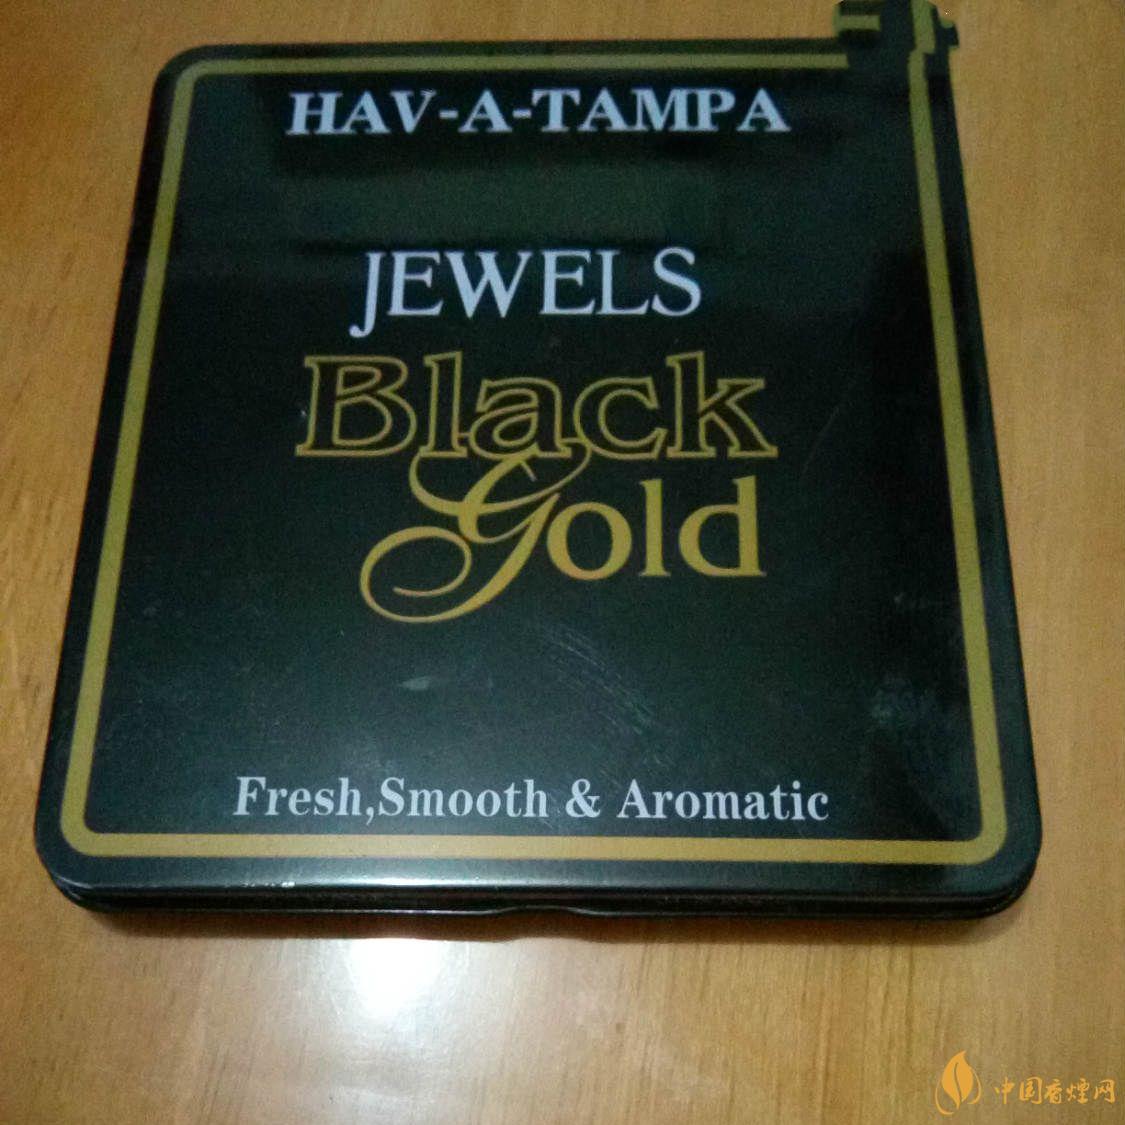 HAV-A-TAMPA
JEWELS
Black
Gold
Fresh,Smooth & Aromatic
中国香烟网